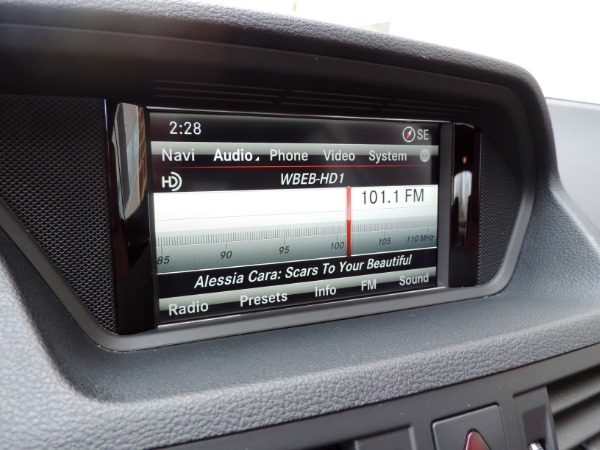 2:28 SE
Navi Audio Phone Video System
HD WBEB-HD1
101.1 FM
85 90 95 100 105 110 MHz
Alessia Cara: Scars To Your Beautiful
Radio Presets Info FM Sound